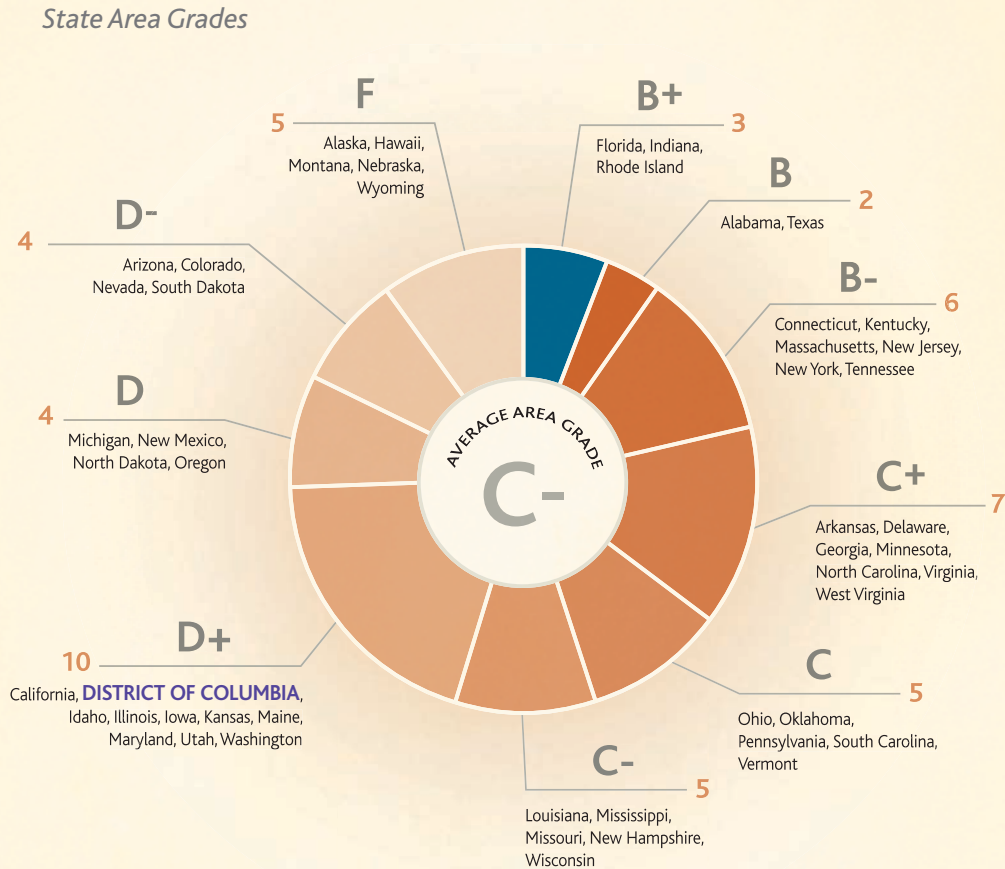 State Area Grades
F
5
Alaska, Hawaii,
Montana, Nebraska,
Wyoming
B+
3
Florida, Indiana,
Rhode Island
B
2
Alabama, Texas
B-
6
Connecticut, Kentucky,
Massachusetts, New Jersey,
New York, Tennessee
C+
7
Arkansas, Delaware,
Georgia, Minnesota,
North Carolina, Virginia,
West Virginia
C
5
Ohio, Oklahoma,
Pennsylvania, South Carolina,
Vermont
C-
5
Louisiana, Mississippi,
Missouri, New Hampshire,
Wisconsin
D+
10
California, DISTRICT OF COLUMBIA,
Idaho, Illinois, Iowa, Kansas, Maine,
Maryland, Utah, Washington
D
4
Michigan, New Mexico,
North Dakota, Oregon
D-
4
Arizona, Colorado,
Nevada, South Dakota
AVERAGE AREA GRADE
C-